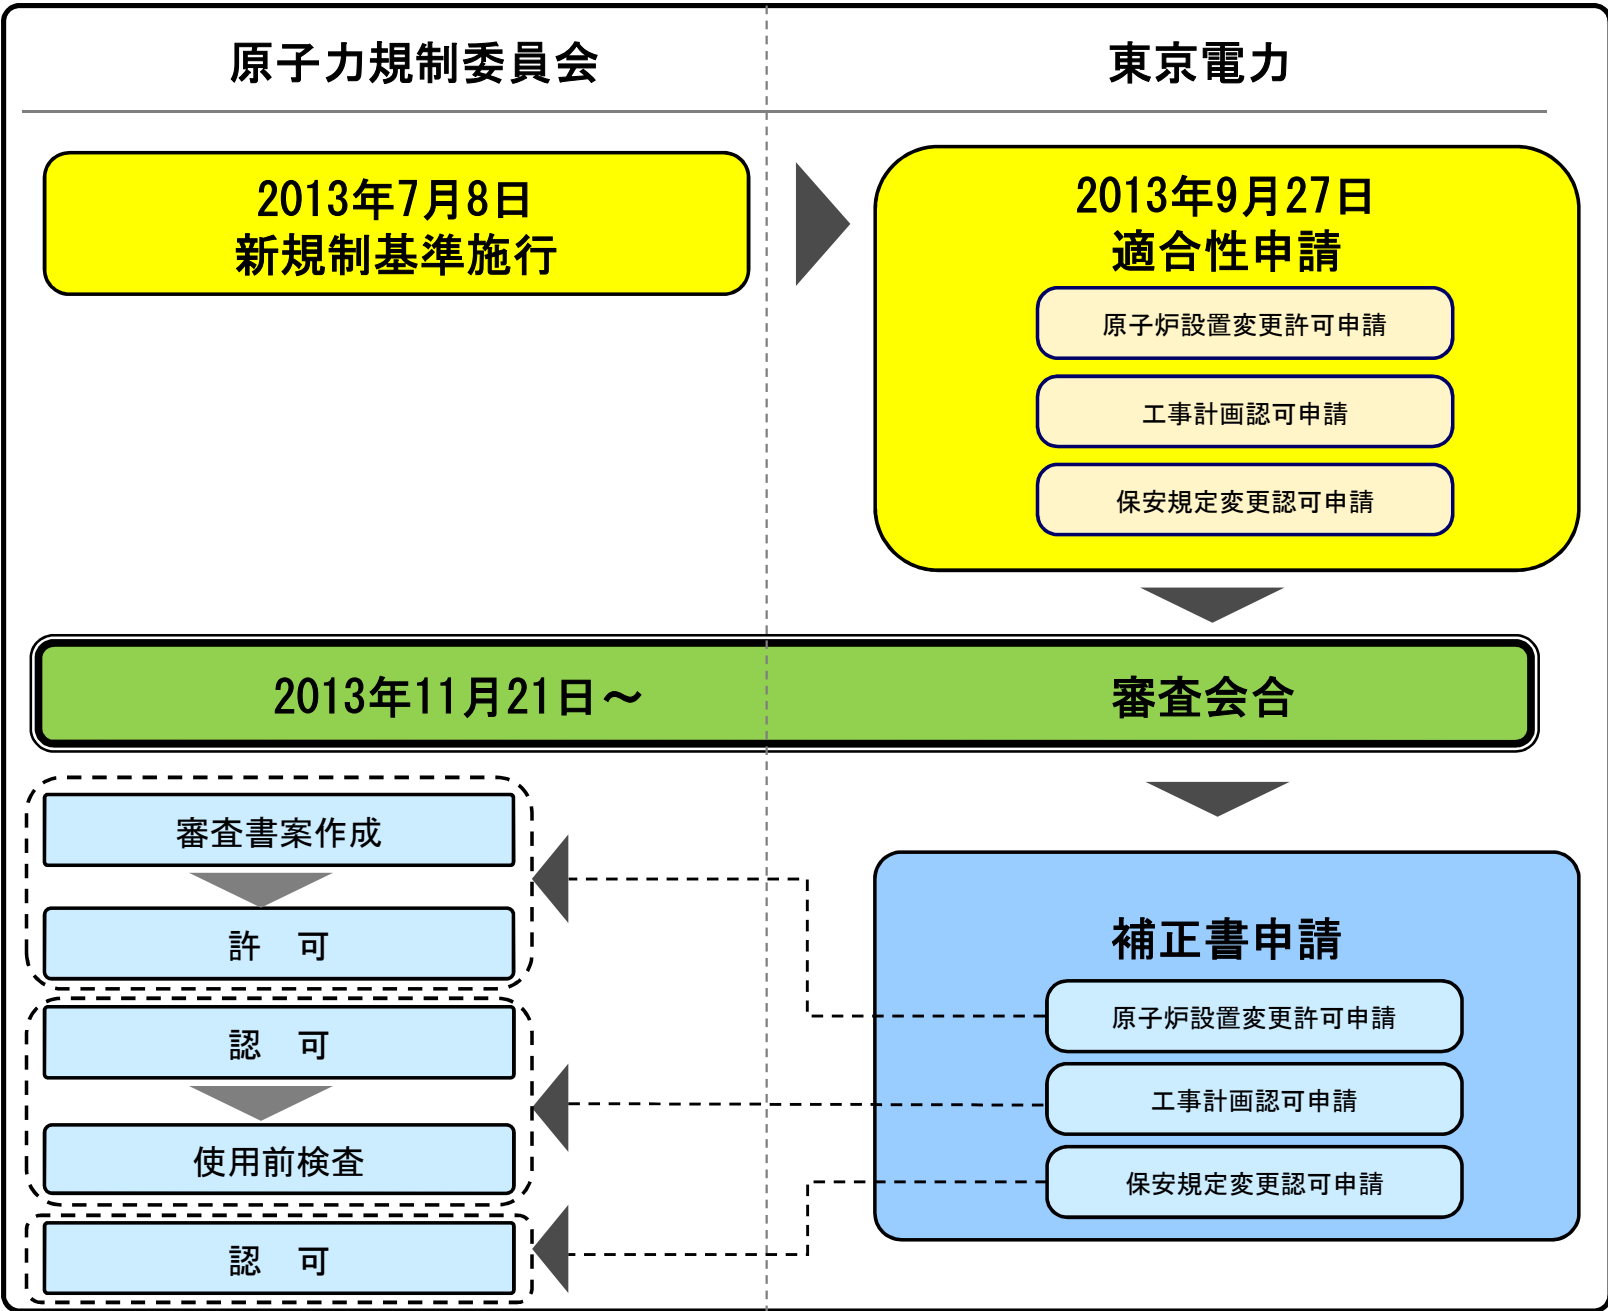 原子力規制委員会
東京電力
2013年7月8日
新規制基準施行
2013年9月27日
適合性申請
原子炉設置変更許可申請
工事計画認可申請
保安規定変更認可申請
2013年11月21日～
審査会合
審査書案作成
許　可
認　可
使用前検査
認　可
補正書申請
原子炉設置変更許可申請
工事計画認可申請
保安規定変更認可申請